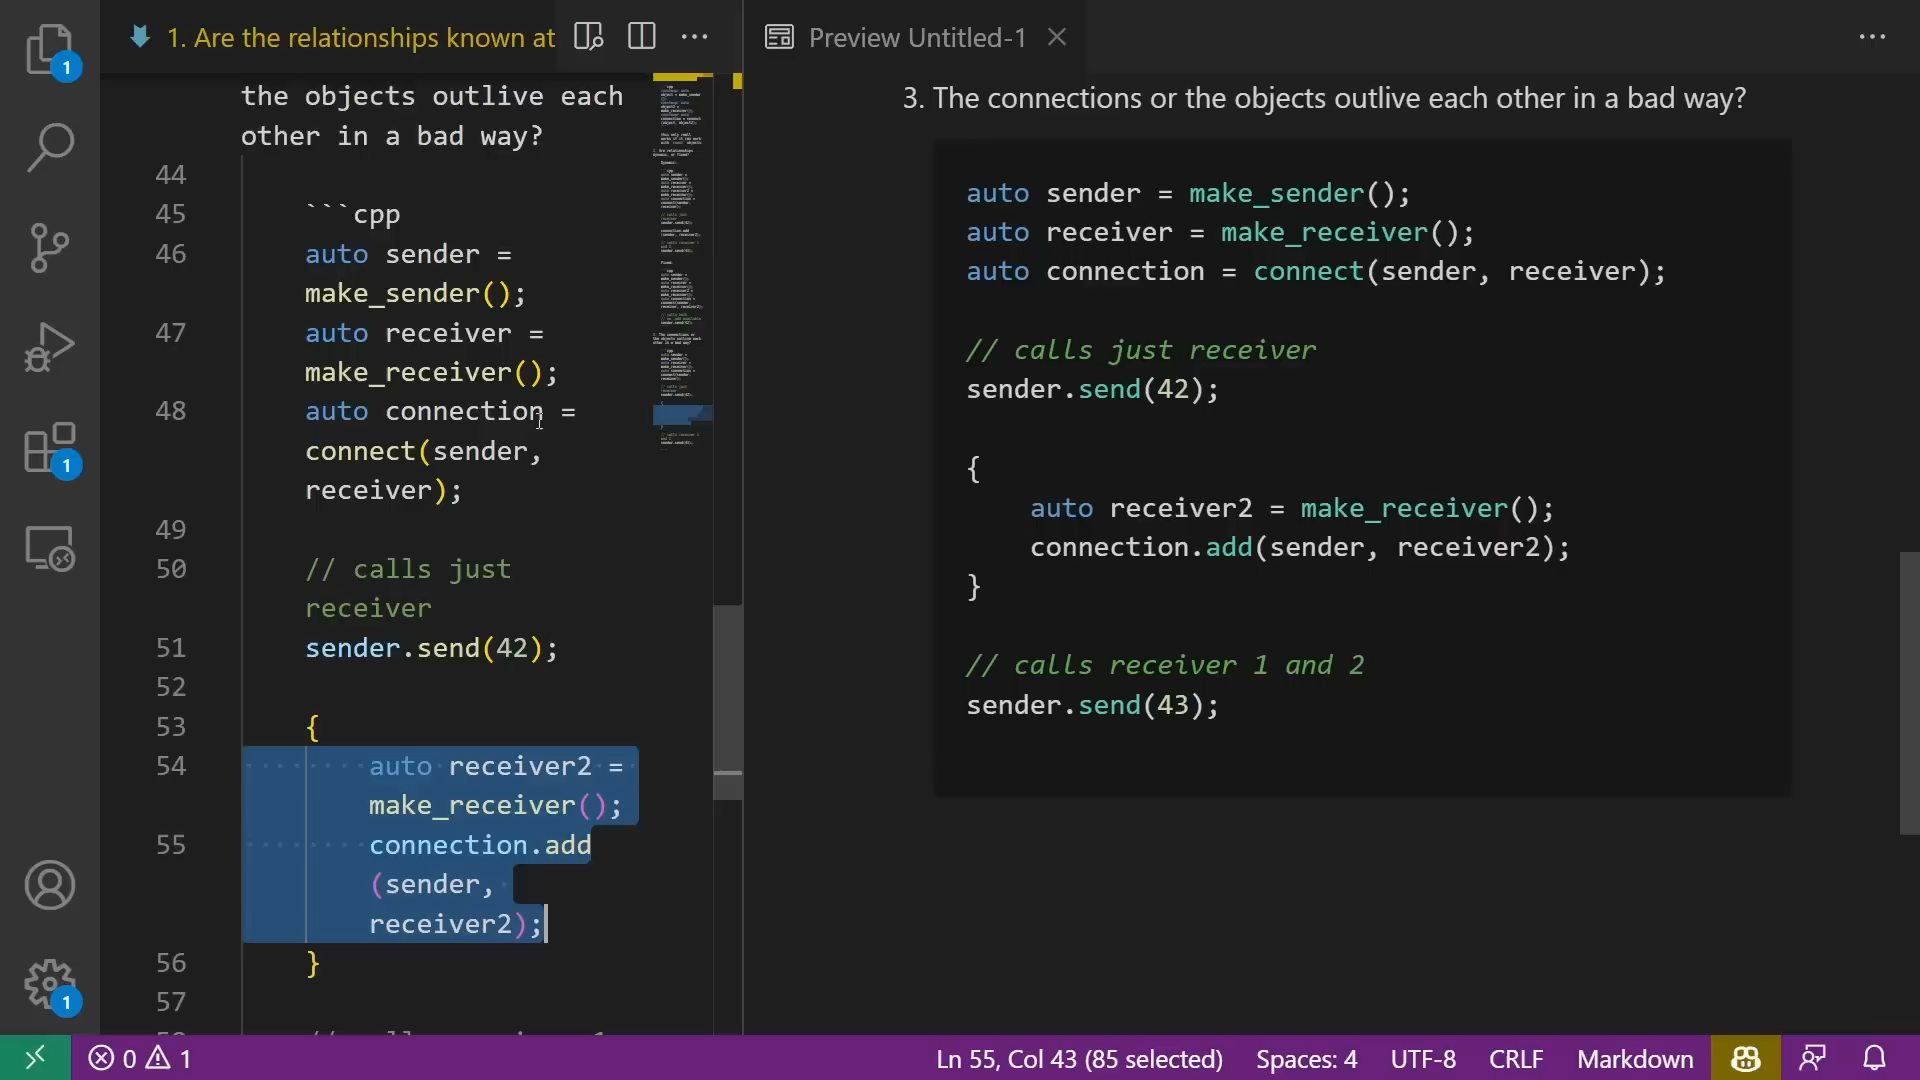 1. Are the relationships known at
the objects outlive each
other in a bad way?
44
45 ```cpp
46 auto sender =
make_sender();
47 auto receiver =
make_receiver();
48 auto connection =
connect(sender,
receiver);
49
50 // calls just
receiver
51 sender.send(42);
52
53 {
54 auto receiver2 =
make_receiver();
55 connection.add
(sender,
receiver2);
56 }
57
Preview Untitled-1
3. The connections or the objects outlive each other in a bad way?
auto sender = make_sender();
auto receiver = make_receiver();
auto connection = connect(sender, receiver);
// calls just receiver
sender.send(42);
{
auto receiver2 = make_receiver();
connection.add(sender, receiver2);
}
// calls receiver 1 and 2
sender.send(43);
1
1
1
0 1
Ln 55, Col 43 (85 selected)
Spaces: 4
UTF-8
CRLF
Markdown